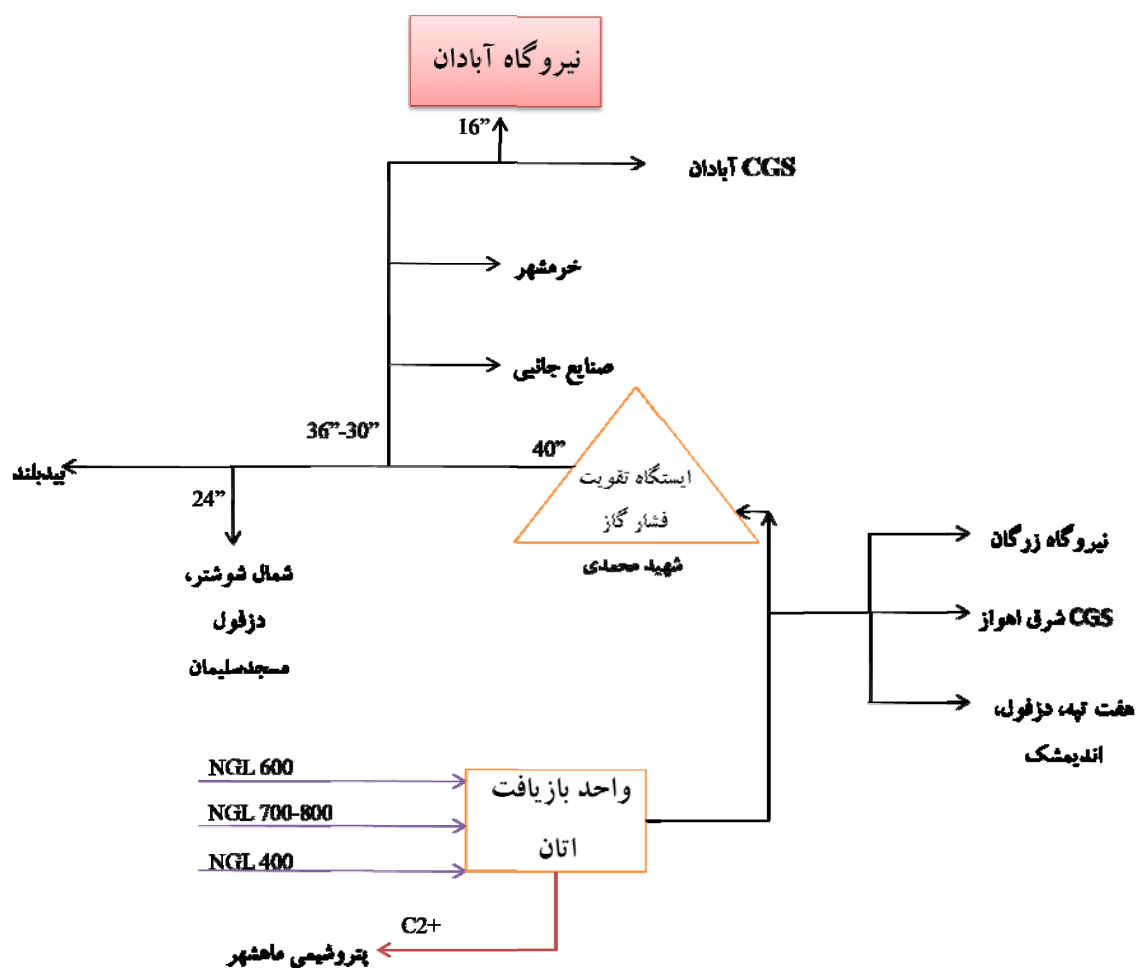 نیروگاه آبادان
16”
CGS آبادان
خرمشهر
صنایع جانبی
36”-30”
40”
بیدبلند
24”
ایستگاه تقویت
فشار گاز
شهید محمدی
شمال شوشتر،
دزفول
مسجدسلیمان
نیروگاه زرگان
CGS شرق اهواز
هفت تپه، دزفول،
اندیمشک
NGL 600
NGL 700-800
NGL 400
واحد بازیافت
اتان
C2+
پتروشیمی ماهشهر